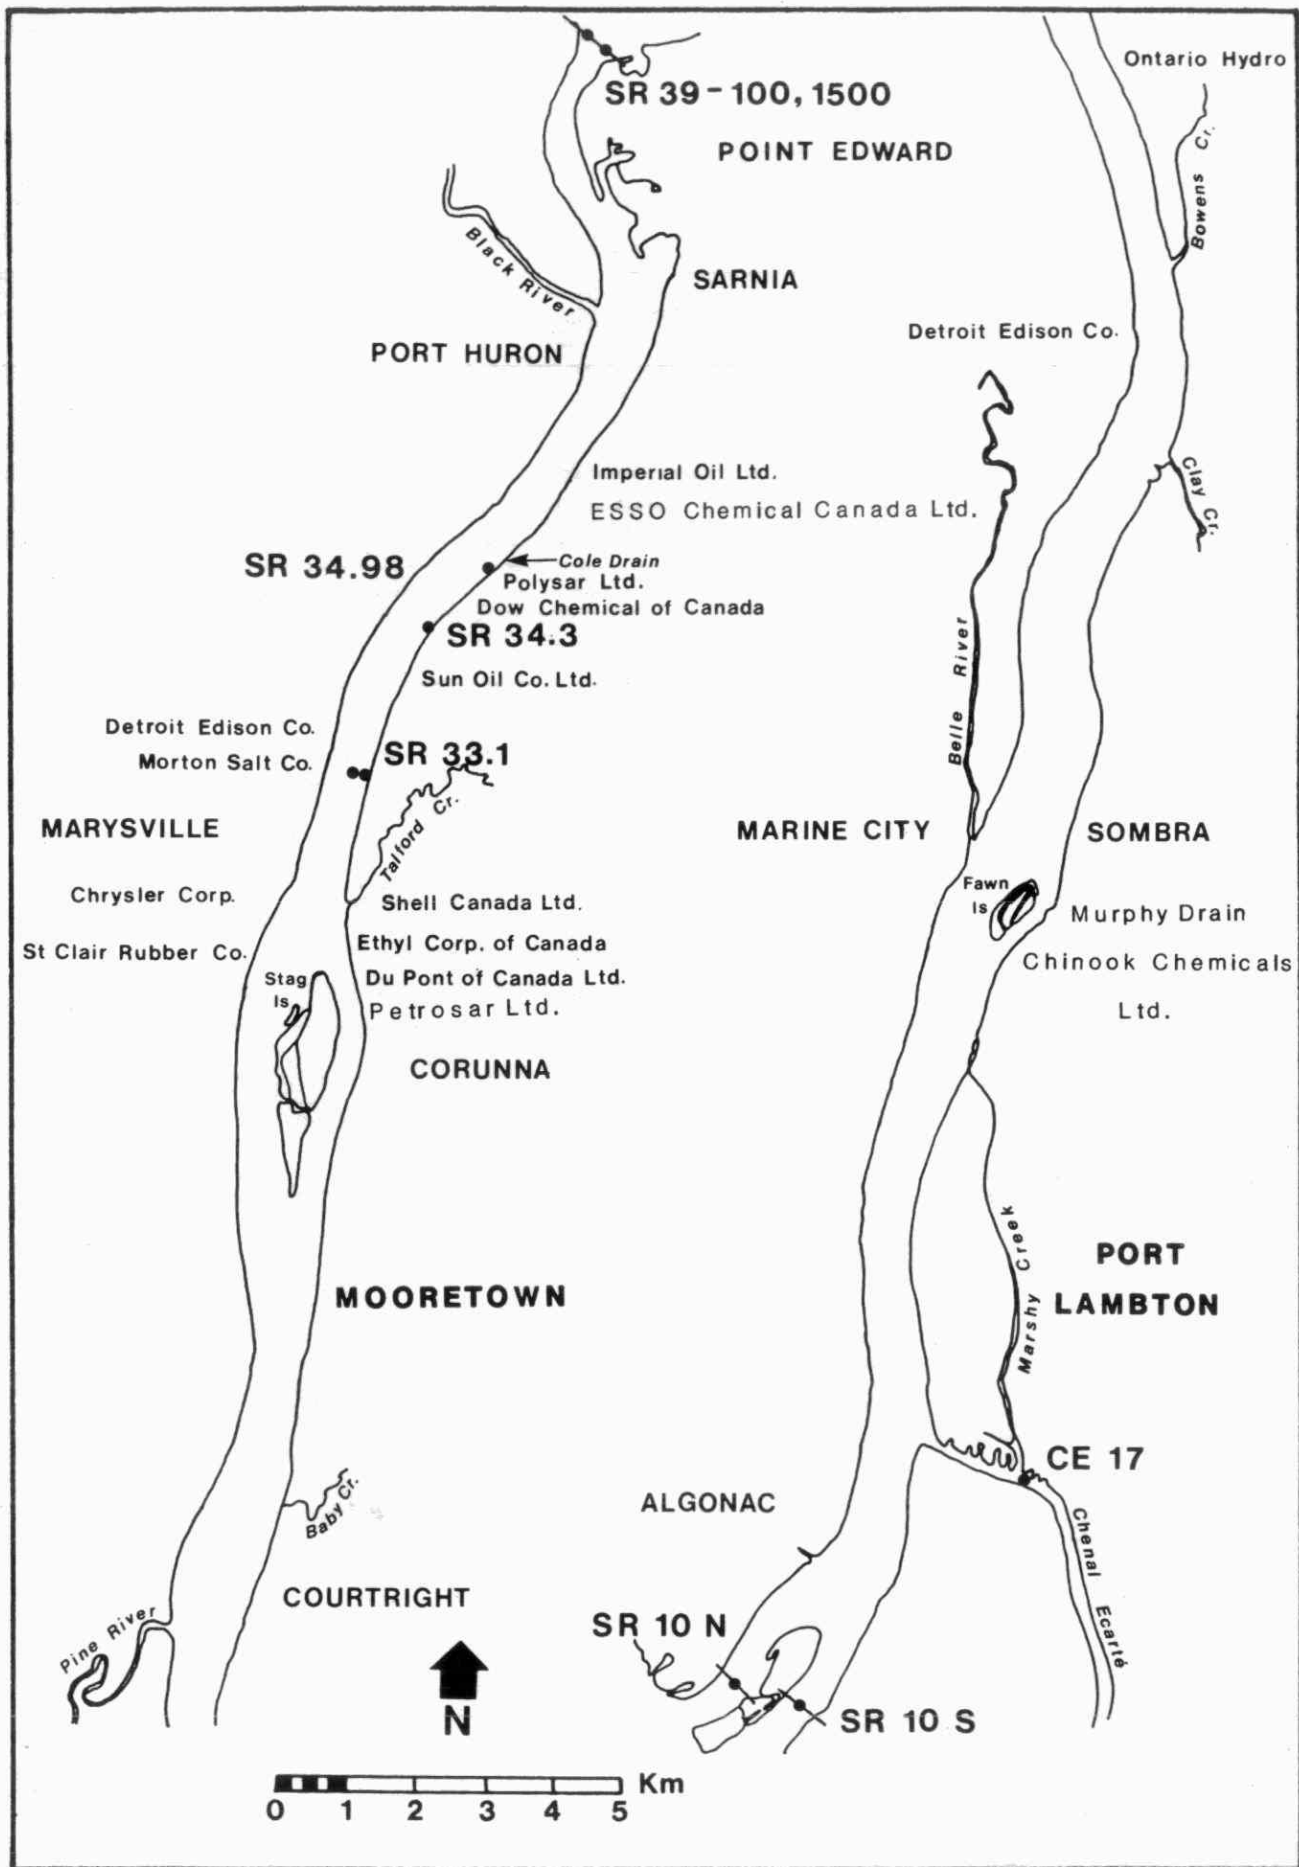 SR 39-100, 1500
POINT EDWARD
Black River
SARNIA
PORT HURON
Imperial Oil Ltd.
ESSO Chemical Canada Ltd.
SR 34.98
Cole Drain
Polysar Ltd.
Dow Chemical of Canada
SR 34.3
Sun Oil Co. Ltd.
Detroit Edison Co.
Morton Salt Co.
SR 33.1
Talford Cr.
MARYSVILLE
Chrysler Corp.
Shell Canada Ltd.
St Clair Rubber Co.
Ethyl Corp. of Canada
Stag
Is
Du Pont of Canada Ltd.
Petrosar Ltd.
CORUNNA
MOORETOWN
Baby Cr.
COURTRIGHT
Pine River
N
Km
0 1 2 3 4 5
Ontario Hydro
Bowens Cr.
Detroit Edison Co.
Clay Cr.
Belle River
MARINE CITY
SOMBRA
Fawn
Is
Murphy Drain
Chinook Chemicals
Ltd.
Marshy Creek
PORT
LAMBTON
CE 17
ALGONAC
Chenal Ecarté
SR 10 N
SR 10 S